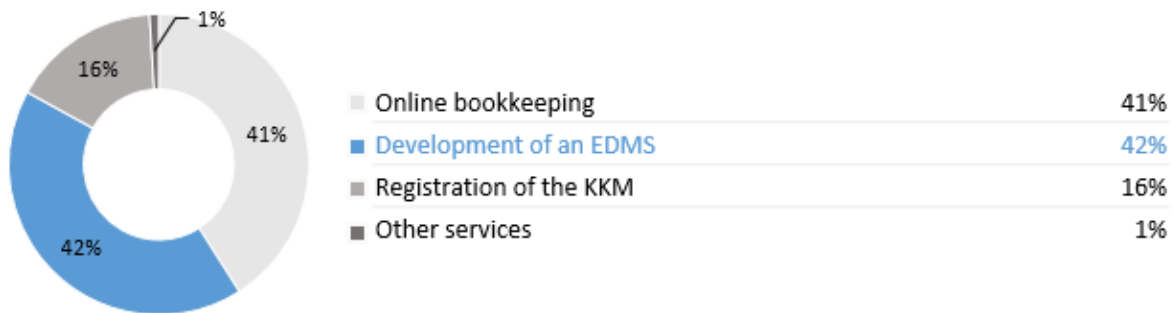 1%
16%
41%
42%
Online bookkeeping 41%
Development of an EDMS 42%
Registration of the KKM 16%
Other services 1%